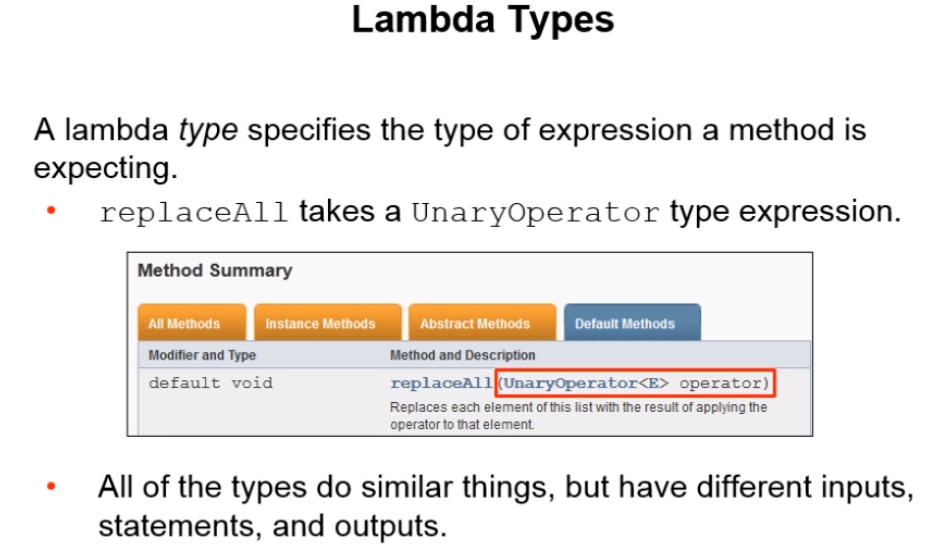 Lambda Types
A lambda type specifies the type of expression a method is
expecting.
• replaceAll takes a UnaryOperator type expression.
Method Summary
All Methods Instance Methods Abstract Methods Default Methods
Modifier and Type Method and Description
default void replaceAll(UnaryOperator<E> operator)
Replaces each element of this list with the result of applying the
operator to that element.
• All of the types do similar things, but have different inputs,
statements, and outputs.